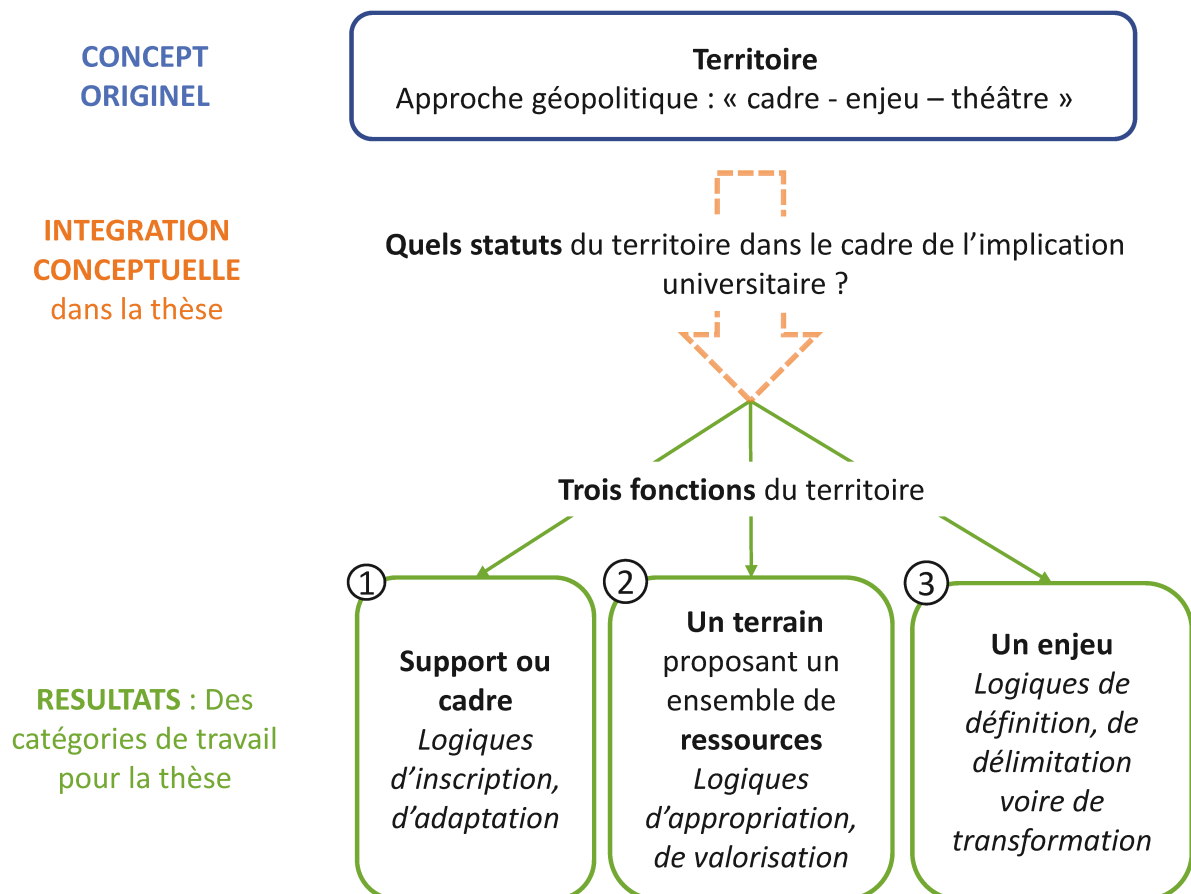 CONCEPT
ORIGINEL
Territoire
Approche géopolitique : « cadre - enjeu – théâtre »
INTEGRATION
CONCEPTUELLE
dans la thèse
Quels statuts du territoire dans le cadre de l’implication
universitaire ?
Trois fonctions du territoire
RESULTATS : Des
catégories de travail
pour la thèse
1
Support ou
cadre
Logiques
d’inscription,
d’adaptation
2
Un terrain
proposant un
ensemble de
ressources
Logiques
d’appropriation,
de valorisation
3
Un enjeu
Logiques de
définition, de
délimitation
voire de
transformation